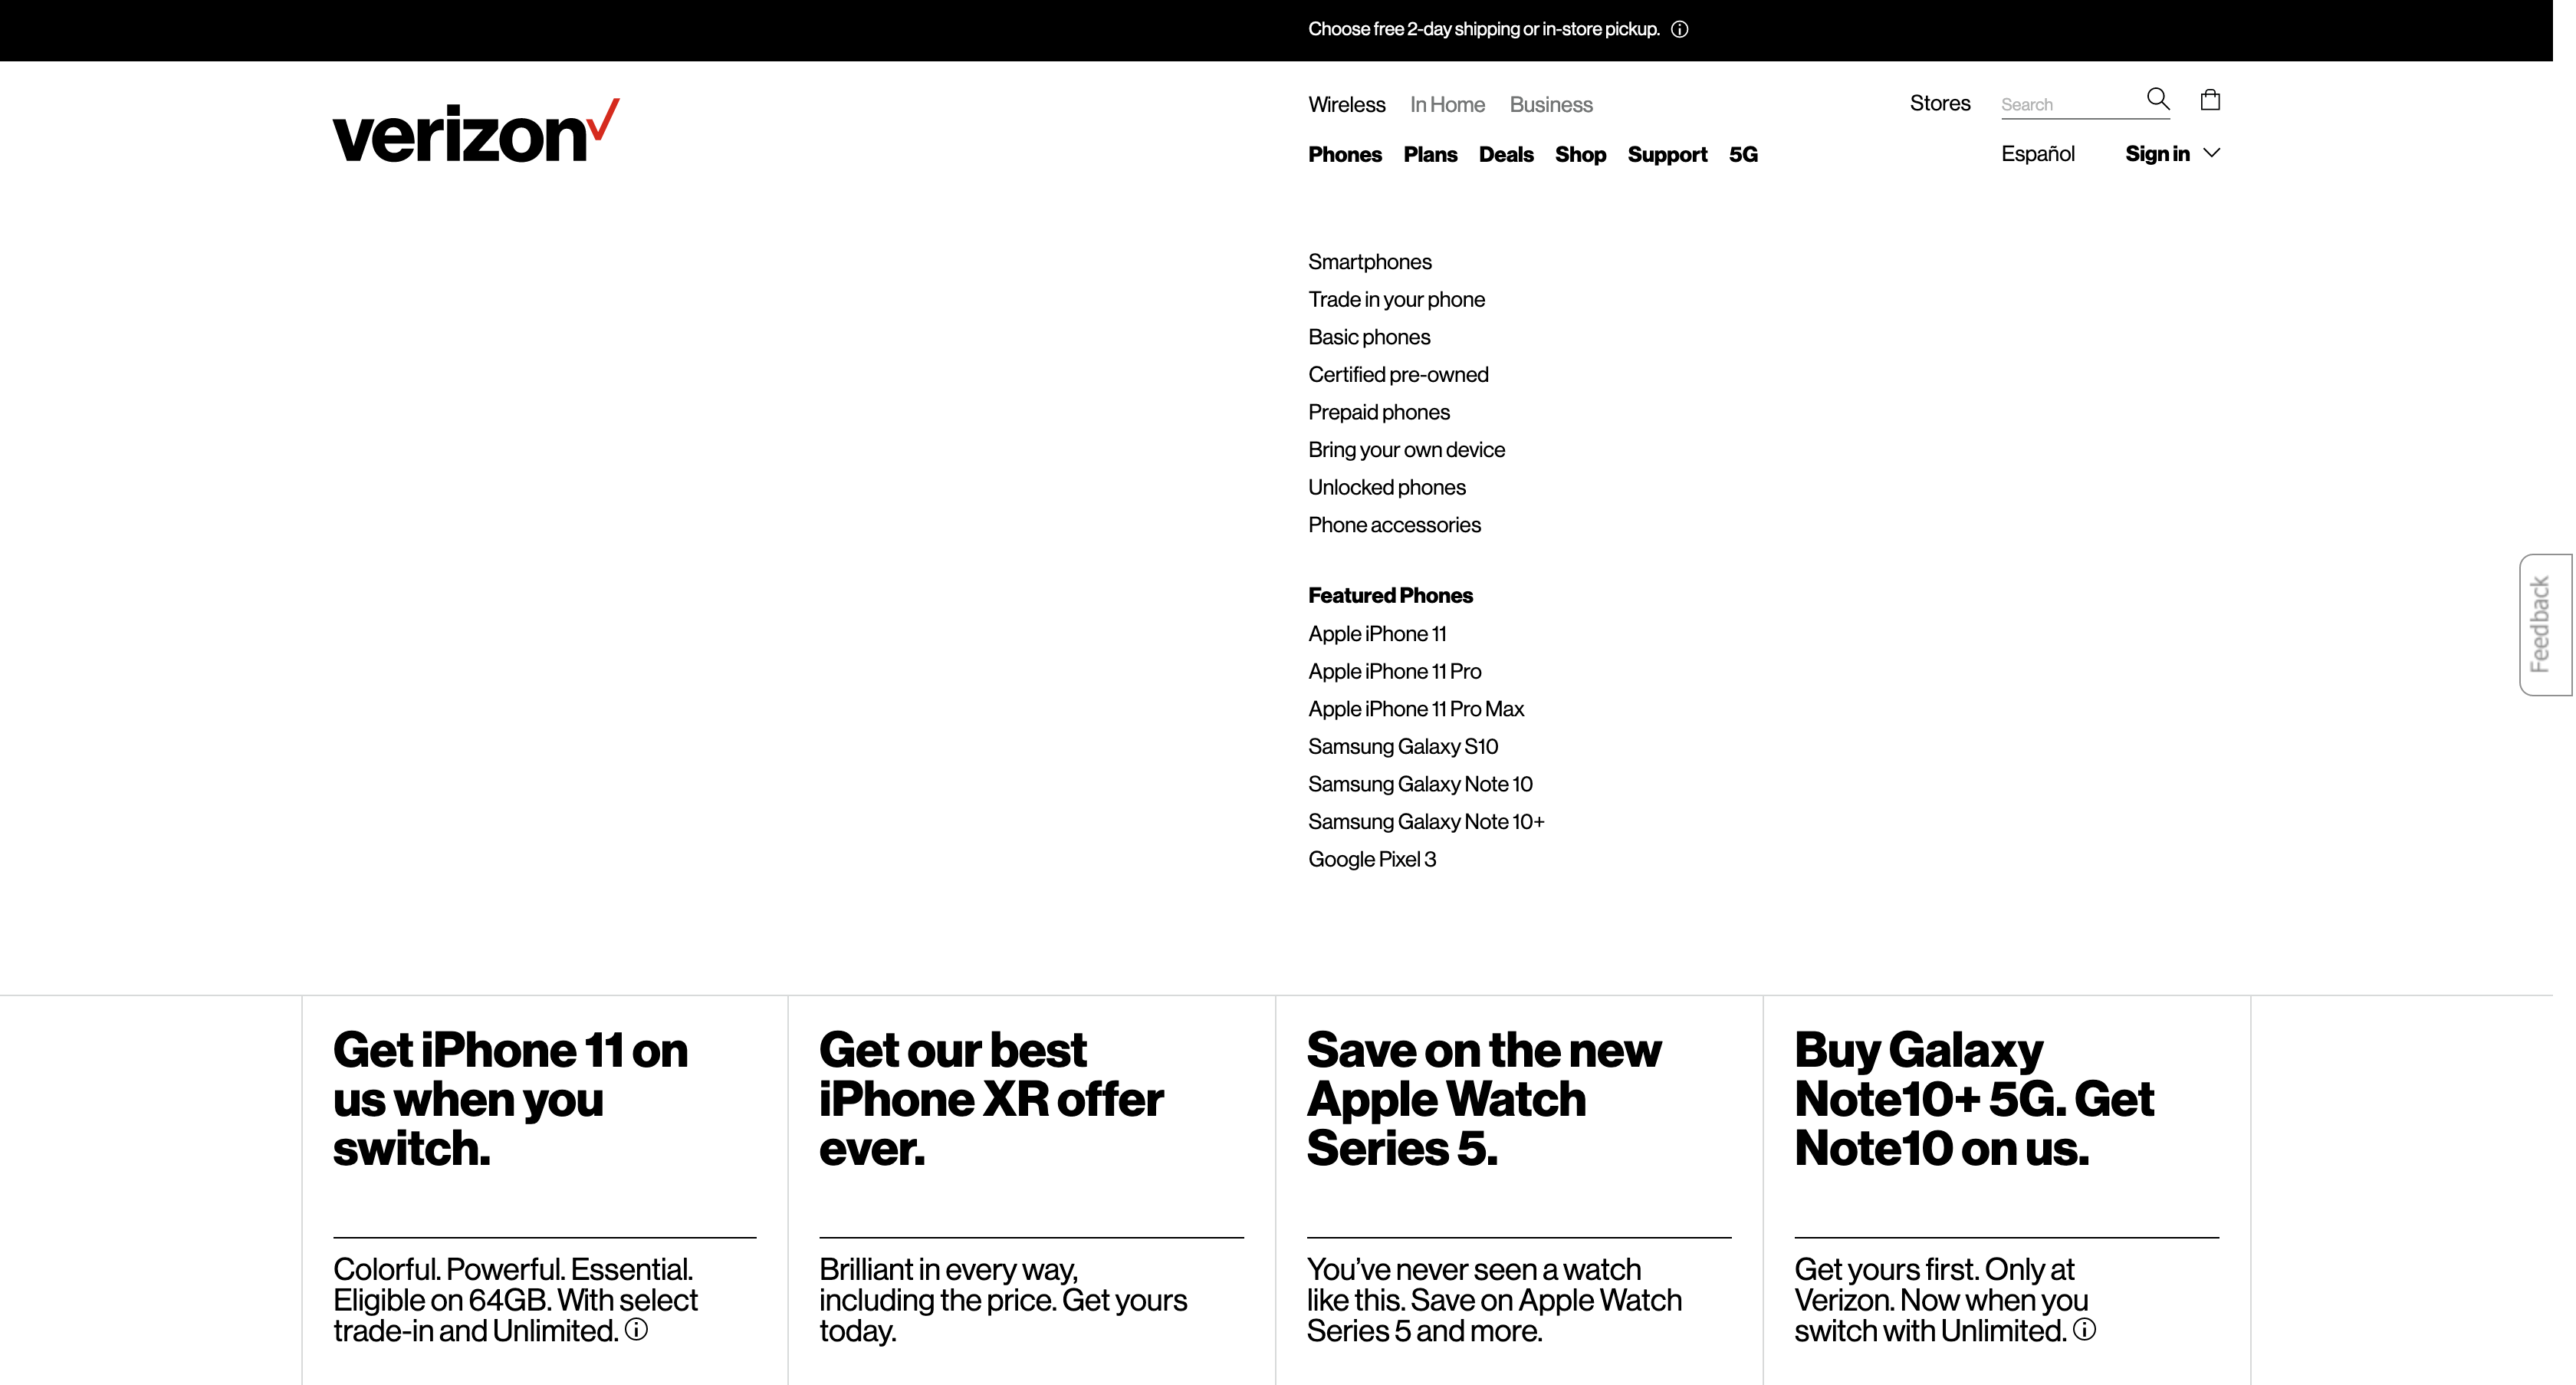 Choose free 2-day shipping or in-store pickup.
verizon
Wireless In Home Business
Stores Search
Phones Plans Deals Shop Support 5G
Español Sign in
Smartphones
Trade in your phone
Basic phones
Certified pre-owned
Prepaid phones
Bring your own device
Unlocked phones
Phone accessories
Featured Phones
Apple iPhone 11
Apple iPhone 11 Pro
Apple iPhone 11 Pro Max
Samsung Galaxy S10
Samsung Galaxy Note 10
Samsung Galaxy Note 10+
Google Pixel 3
Feedback
Get iPhone 11 on
us when you
switch.
Colorful. Powerful. Essential.
Eligible on 64GB. With select
trade-in and Unlimited.
Get our best
iPhone XR offer
ever.
Brilliant in every way,
including the price. Get yours
today.
Save on the new
Apple Watch
Series 5.
You’ve never seen a watch
like this. Save on Apple Watch
Series 5 and more.
Buy Galaxy
Note10+ 5G. Get
Note10 on us.
Get yours first. Only at
Verizon. Now when you
switch with Unlimited.